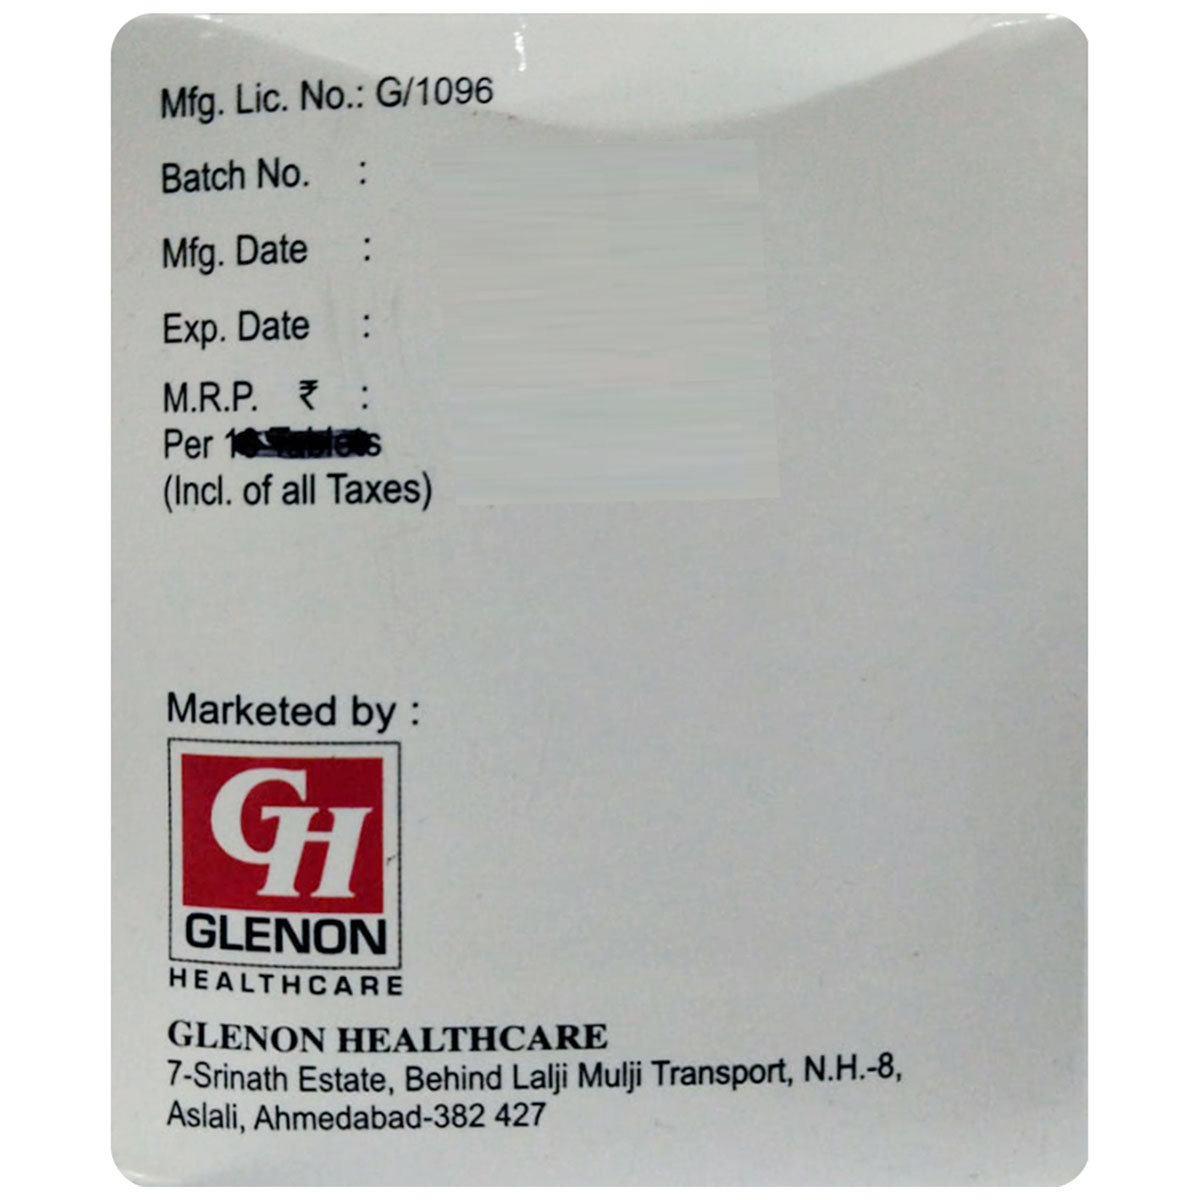 Mfg. Lic. No.: G/1096
Batch No. :
Mfg. Date :
Exp. Date :
M.R.P. ₹ :
Per
(Incl. of all Taxes)
Marketed by :
GH
GLENON
HEALTHCARE
GLENON HEALTHCARE
7-Srinath Estate, Behind Lalji Mulji Transport, N.H.-8,
Aslali, Ahmedabad-382 427